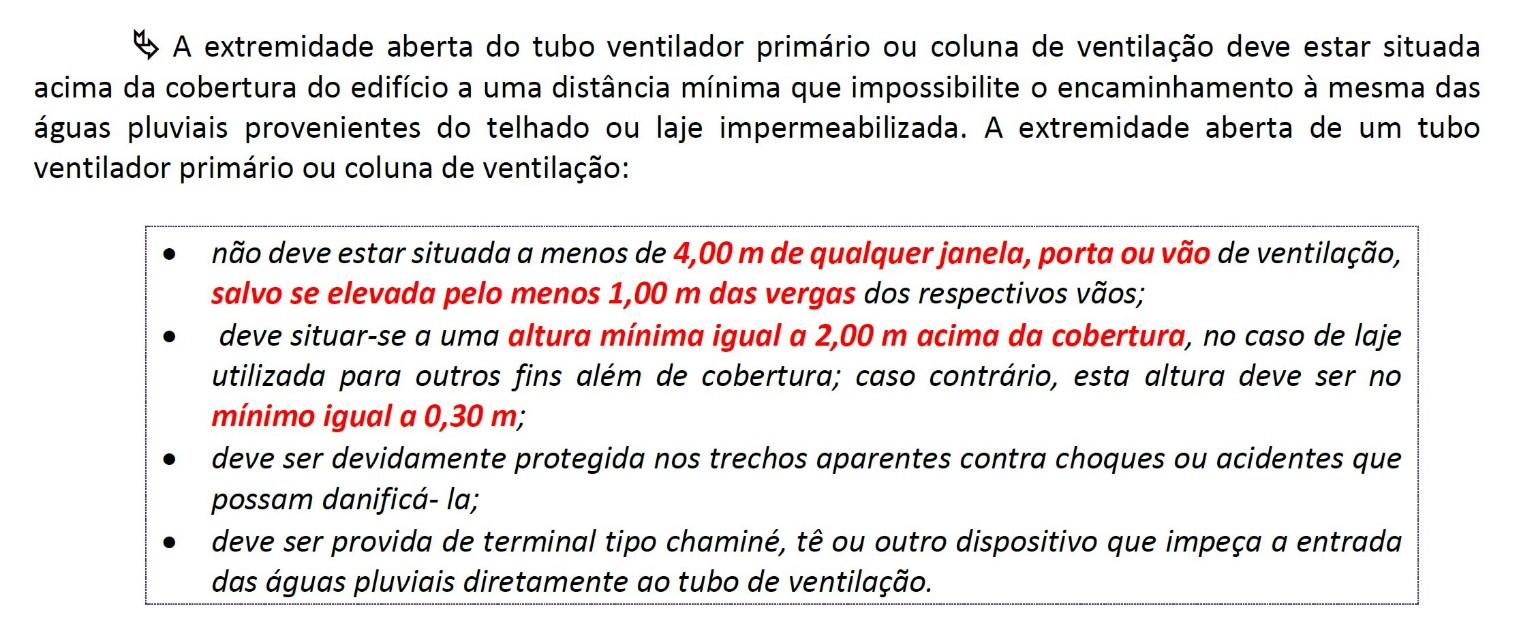 ⮱ A extremidade aberta do tubo ventilador primário ou coluna de ventilação deve estar situada
acima da cobertura do edifício a uma distância mínima que impossibilite o encaminhamento à mesma das
águas pluviais provenientes do telhado ou laje impermeabilizada. A extremidade aberta de um tubo
ventilador primário ou coluna de ventilação:
• não deve estar situada a menos de 4,00 m de qualquer janela, porta ou vão de ventilação,
salvo se elevada pelo menos 1,00 m das vergas dos respectivos vãos;
• deve situar-se a uma altura mínima igual a 2,00 m acima da cobertura, no caso de laje
utilizada para outros fins além de cobertura; caso contrário, esta altura deve ser no
mínimo igual a 0,30 m;
• deve ser devidamente protegida nos trechos aparentes contra choques ou acidentes que
possam danificá- la;
• deve ser provida de terminal tipo chaminé, tê ou outro dispositivo que impeça a entrada
das águas pluviais diretamente ao tubo de ventilação.